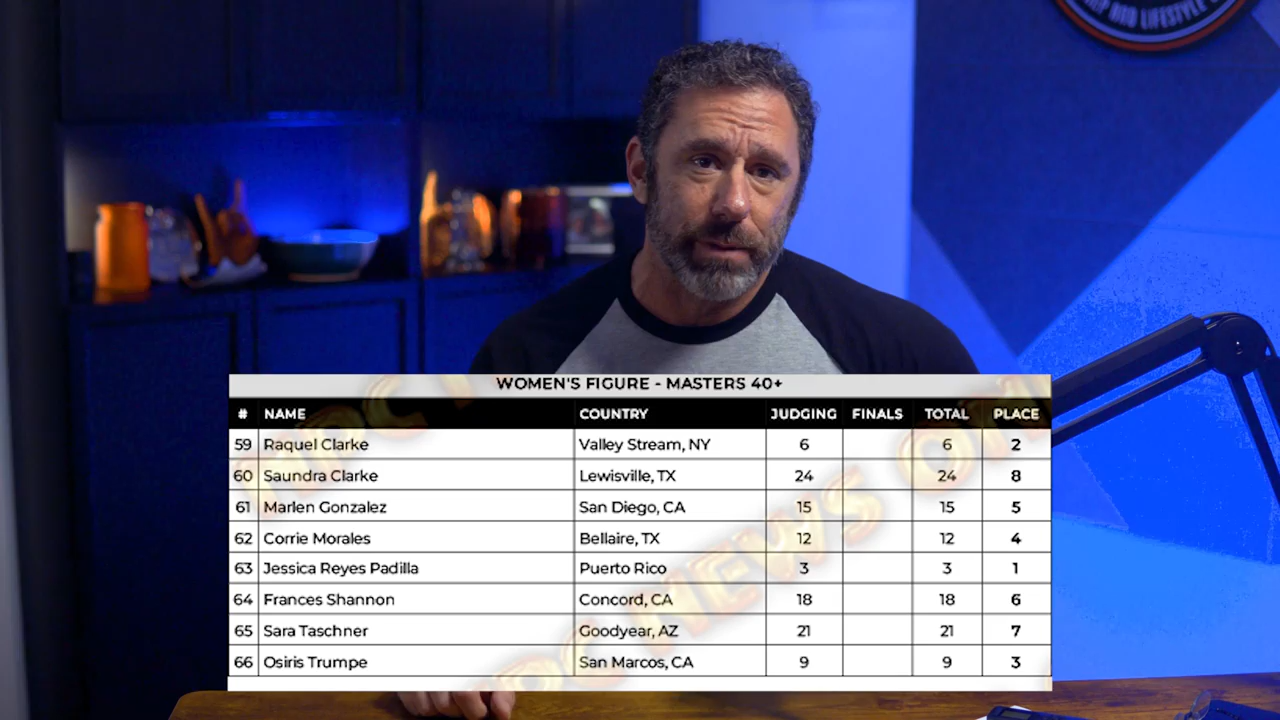 AND LIFESTYLE
WOMEN'S FIGURE - MASTERS 40+
# NAME COUNTRY JUDGING FINALS TOTAL PLACE
59 Raquel Clarke Valley Stream, NY 6 6 2
60 Saundra Clarke Lewisville, TX 24 24 8
61 Marlen Gonzalez San Diego, CA 15 15 5
62 Corrie Morales Bellaire, TX 12 12 4
63 Jessica Reyes Padilla Puerto Rico 3 3 1
64 Frances Shannon Concord, CA 18 18 6
65 Sara Taschner Goodyear, AZ 21 21 7
66 Osiris Trumpe San Marcos, CA 9 9 3
NPC NEWS